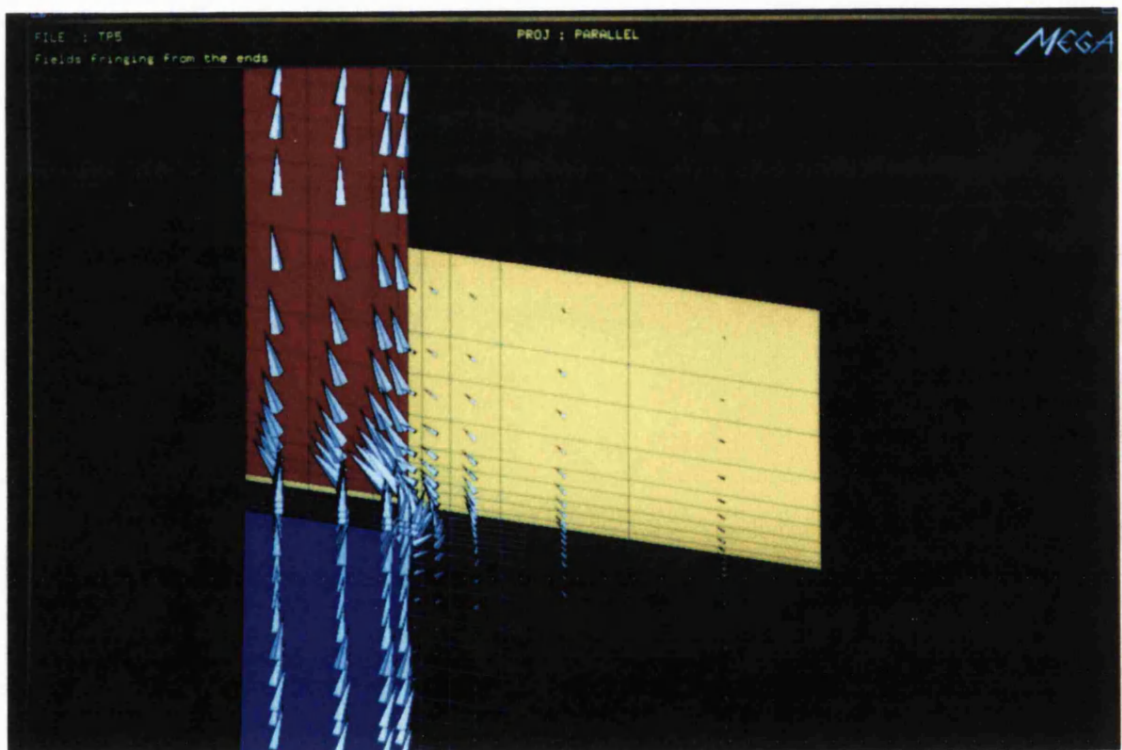 FILE : TP5
PROJ : PARALLEL
MEGA
Fields fringing from the ends